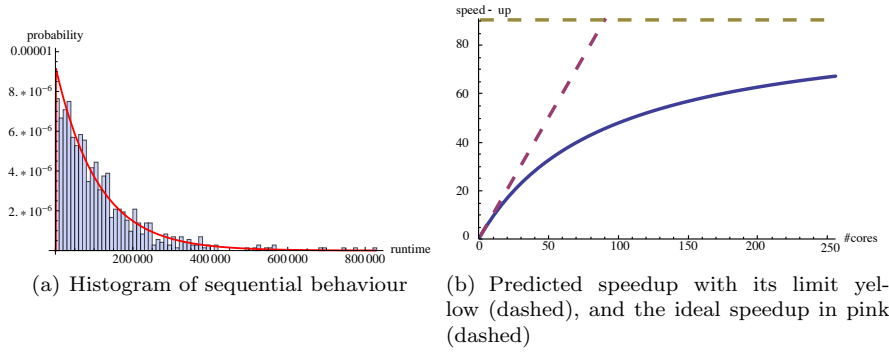 probability
0.00001
8. * 10⁻⁶
6. * 10⁻⁶
4. * 10⁻⁶
2. * 10⁻⁶
200 000 400 000 600 000 800 000
runtime
(a) Histogram of sequential behaviour
speed - up
80
60
40
20
0
0 50 100 150 200 250
#cores
(b) Predicted speedup with its limit yel-
low (dashed), and the ideal speedup in pink
(dashed)